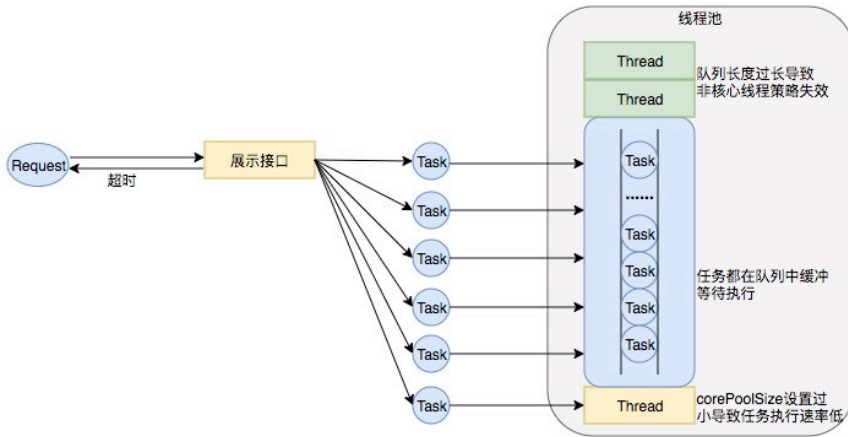 线程池
Thread
队列长度过长导致
非核心线程策略失效
Thread
Request
超时
展示接口
Task
Task
Task
Task
Task
Task
Task
......
Task
Task
Task
Task
任务都在队列中缓冲
等待执行
Thread
corePoolSize设置过
小导致任务执行速率低